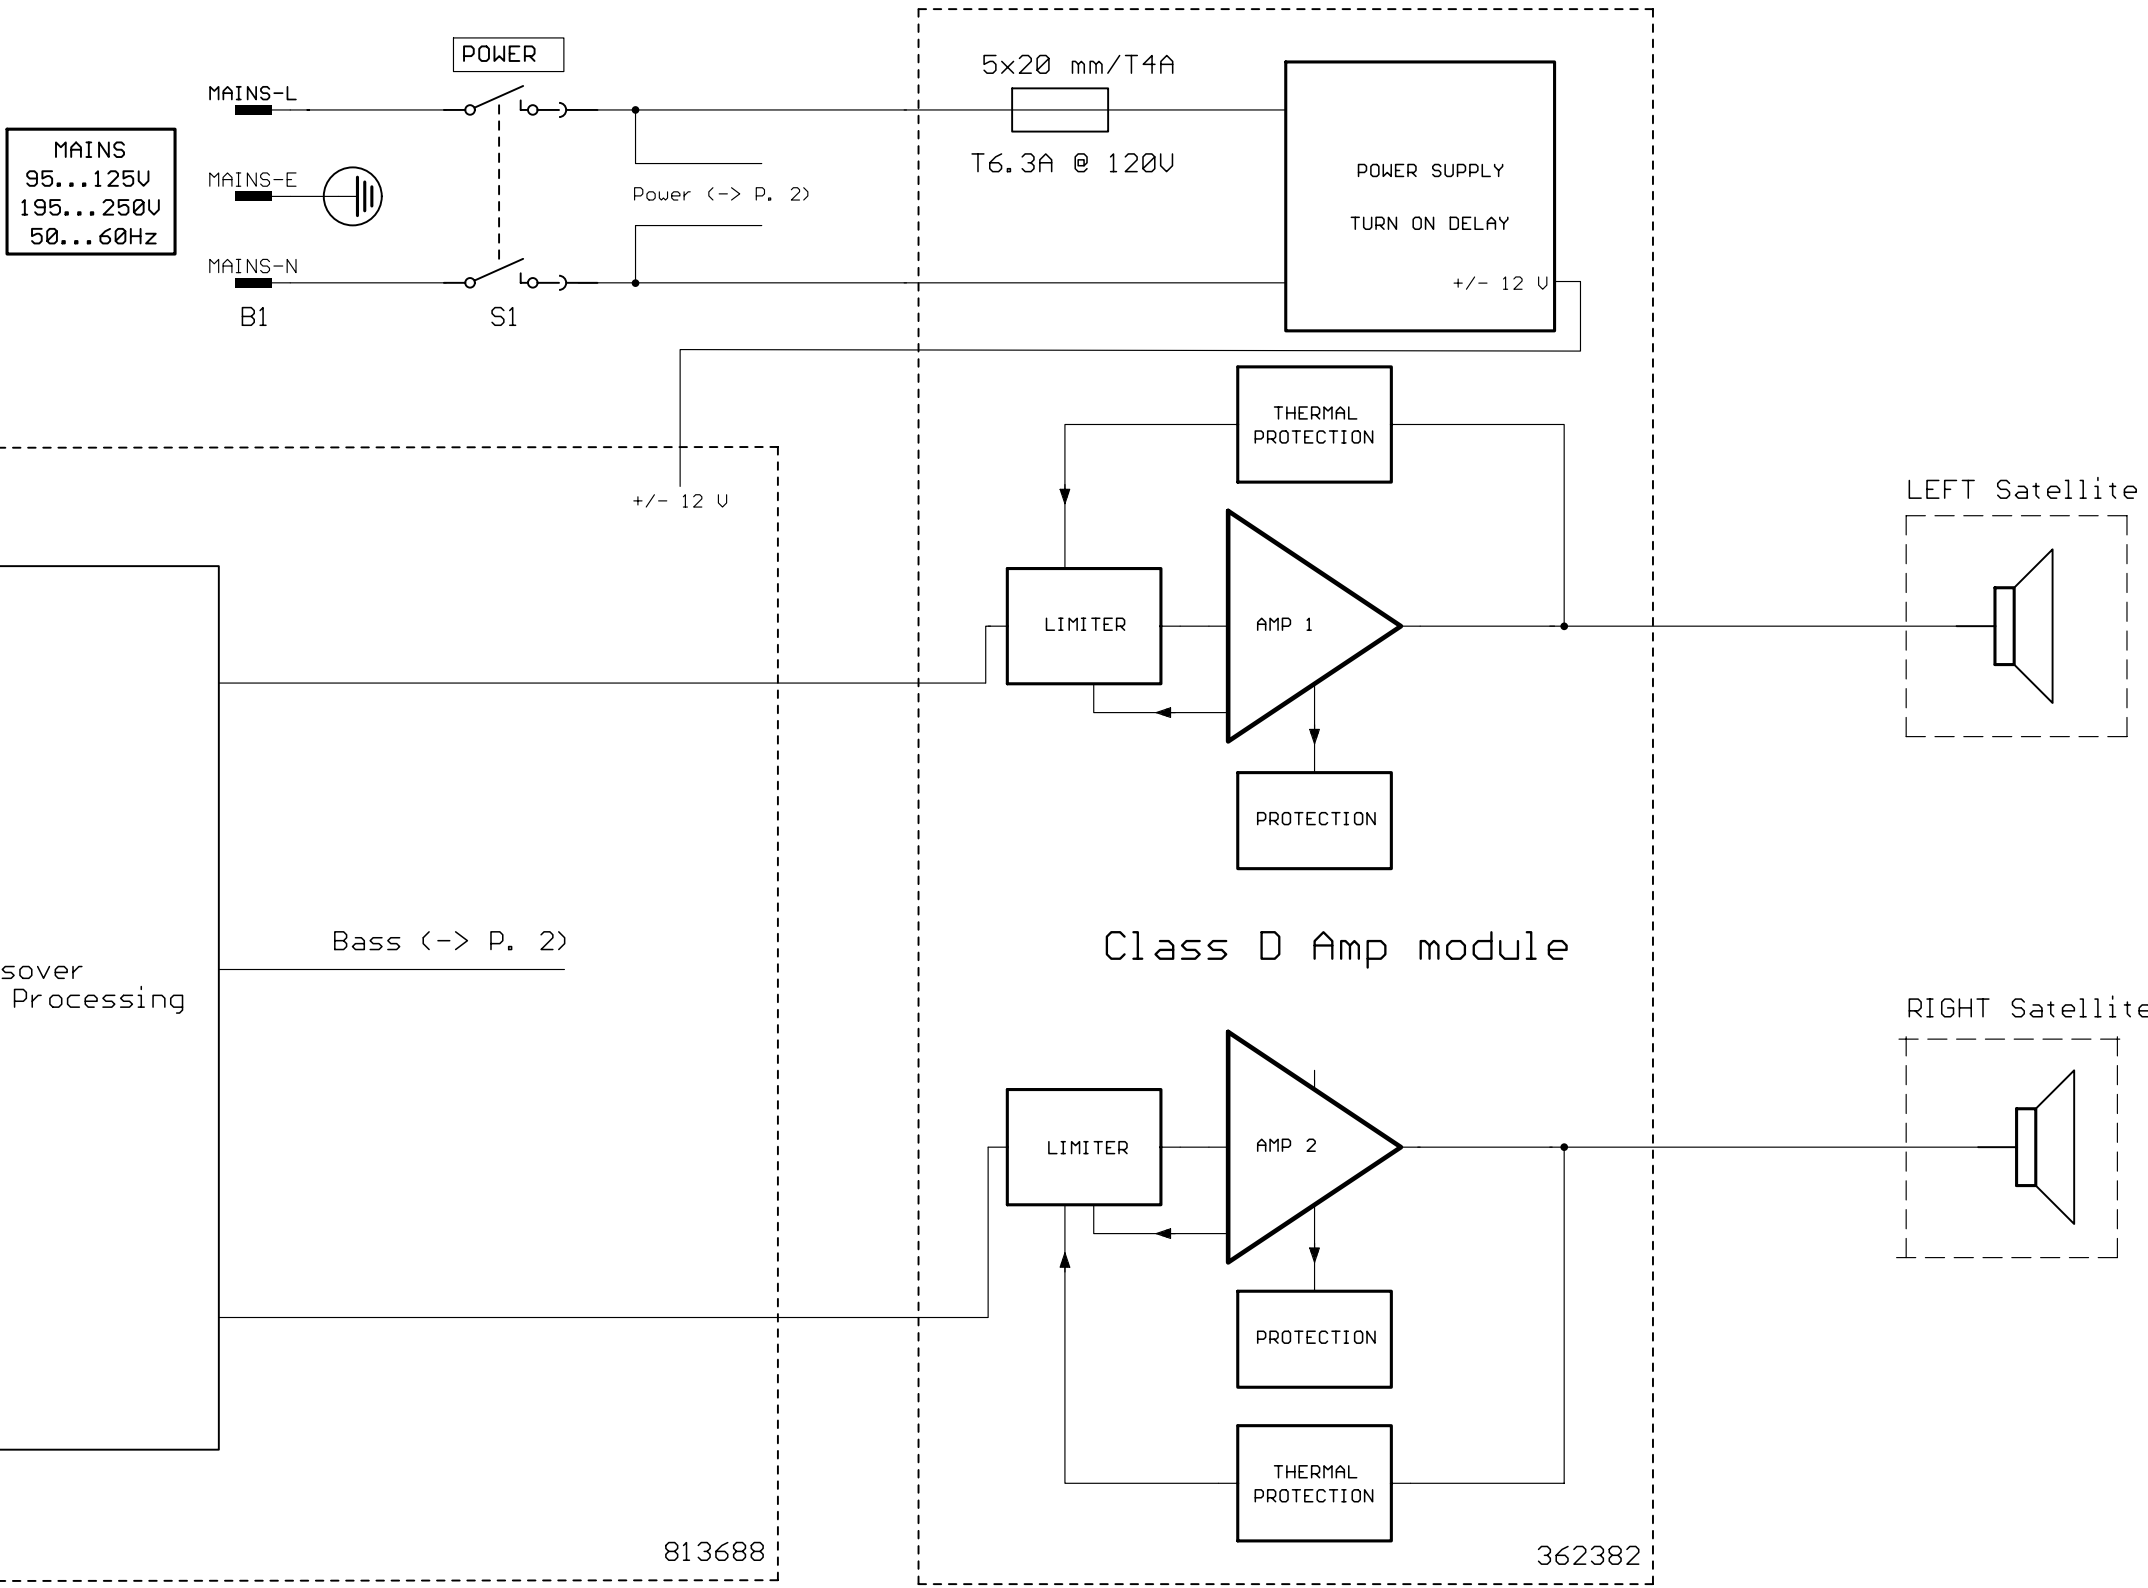 POWER
5x20 mm/T4A
MAINS-L
MAINS
95...125V
195...250V
50...60Hz
MAINS-E
T6.3A @ 120V
Power (-> P. 2)
POWER SUPPLY
TURN ON DELAY
MAINS-N
+/- 12 V
B1
S1
THERMAL
PROTECTION
+/- 12 V
LEFT Satellite
LIMITER
AMP 1
PROTECTION
Bass (-> P. 2)
Class D Amp module
sover
Processing
RIGHT Satellite
LIMITER
AMP 2
PROTECTION
THERMAL
PROTECTION
813688
362382